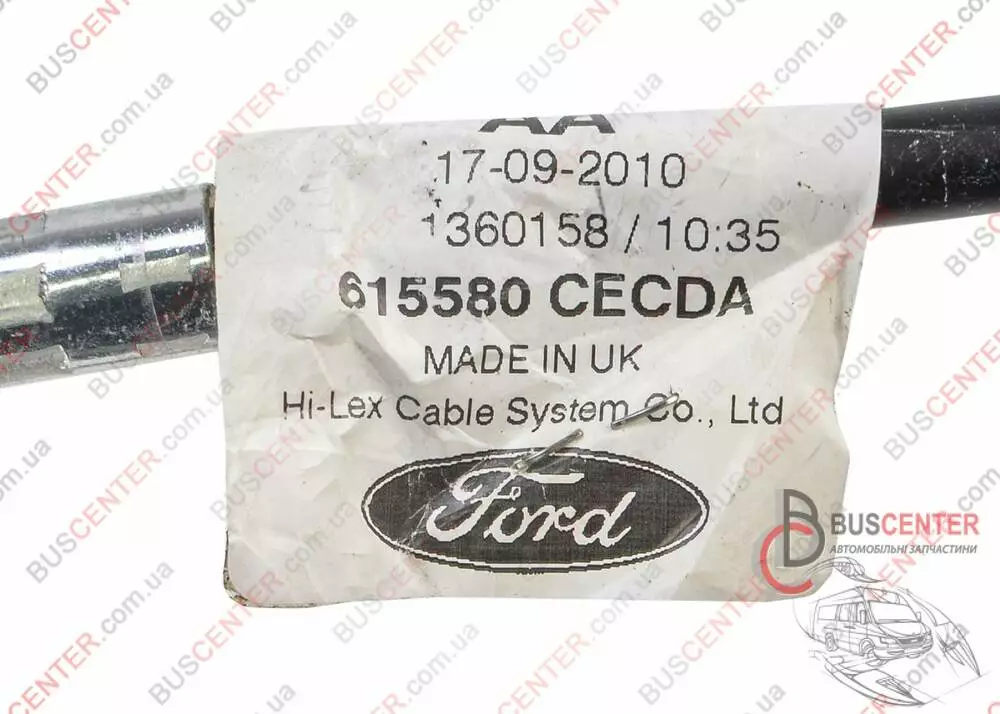 AA
17-09-2010
1360158 / 10:35
615580 CECDA
MADE IN UK
Hi-Lex Cable System Co., Ltd
Ford
BUSCENTER
АВТОМОБІЛЬНІ ЗАПЧАСТИНИ
BUSCENTER.com.ua